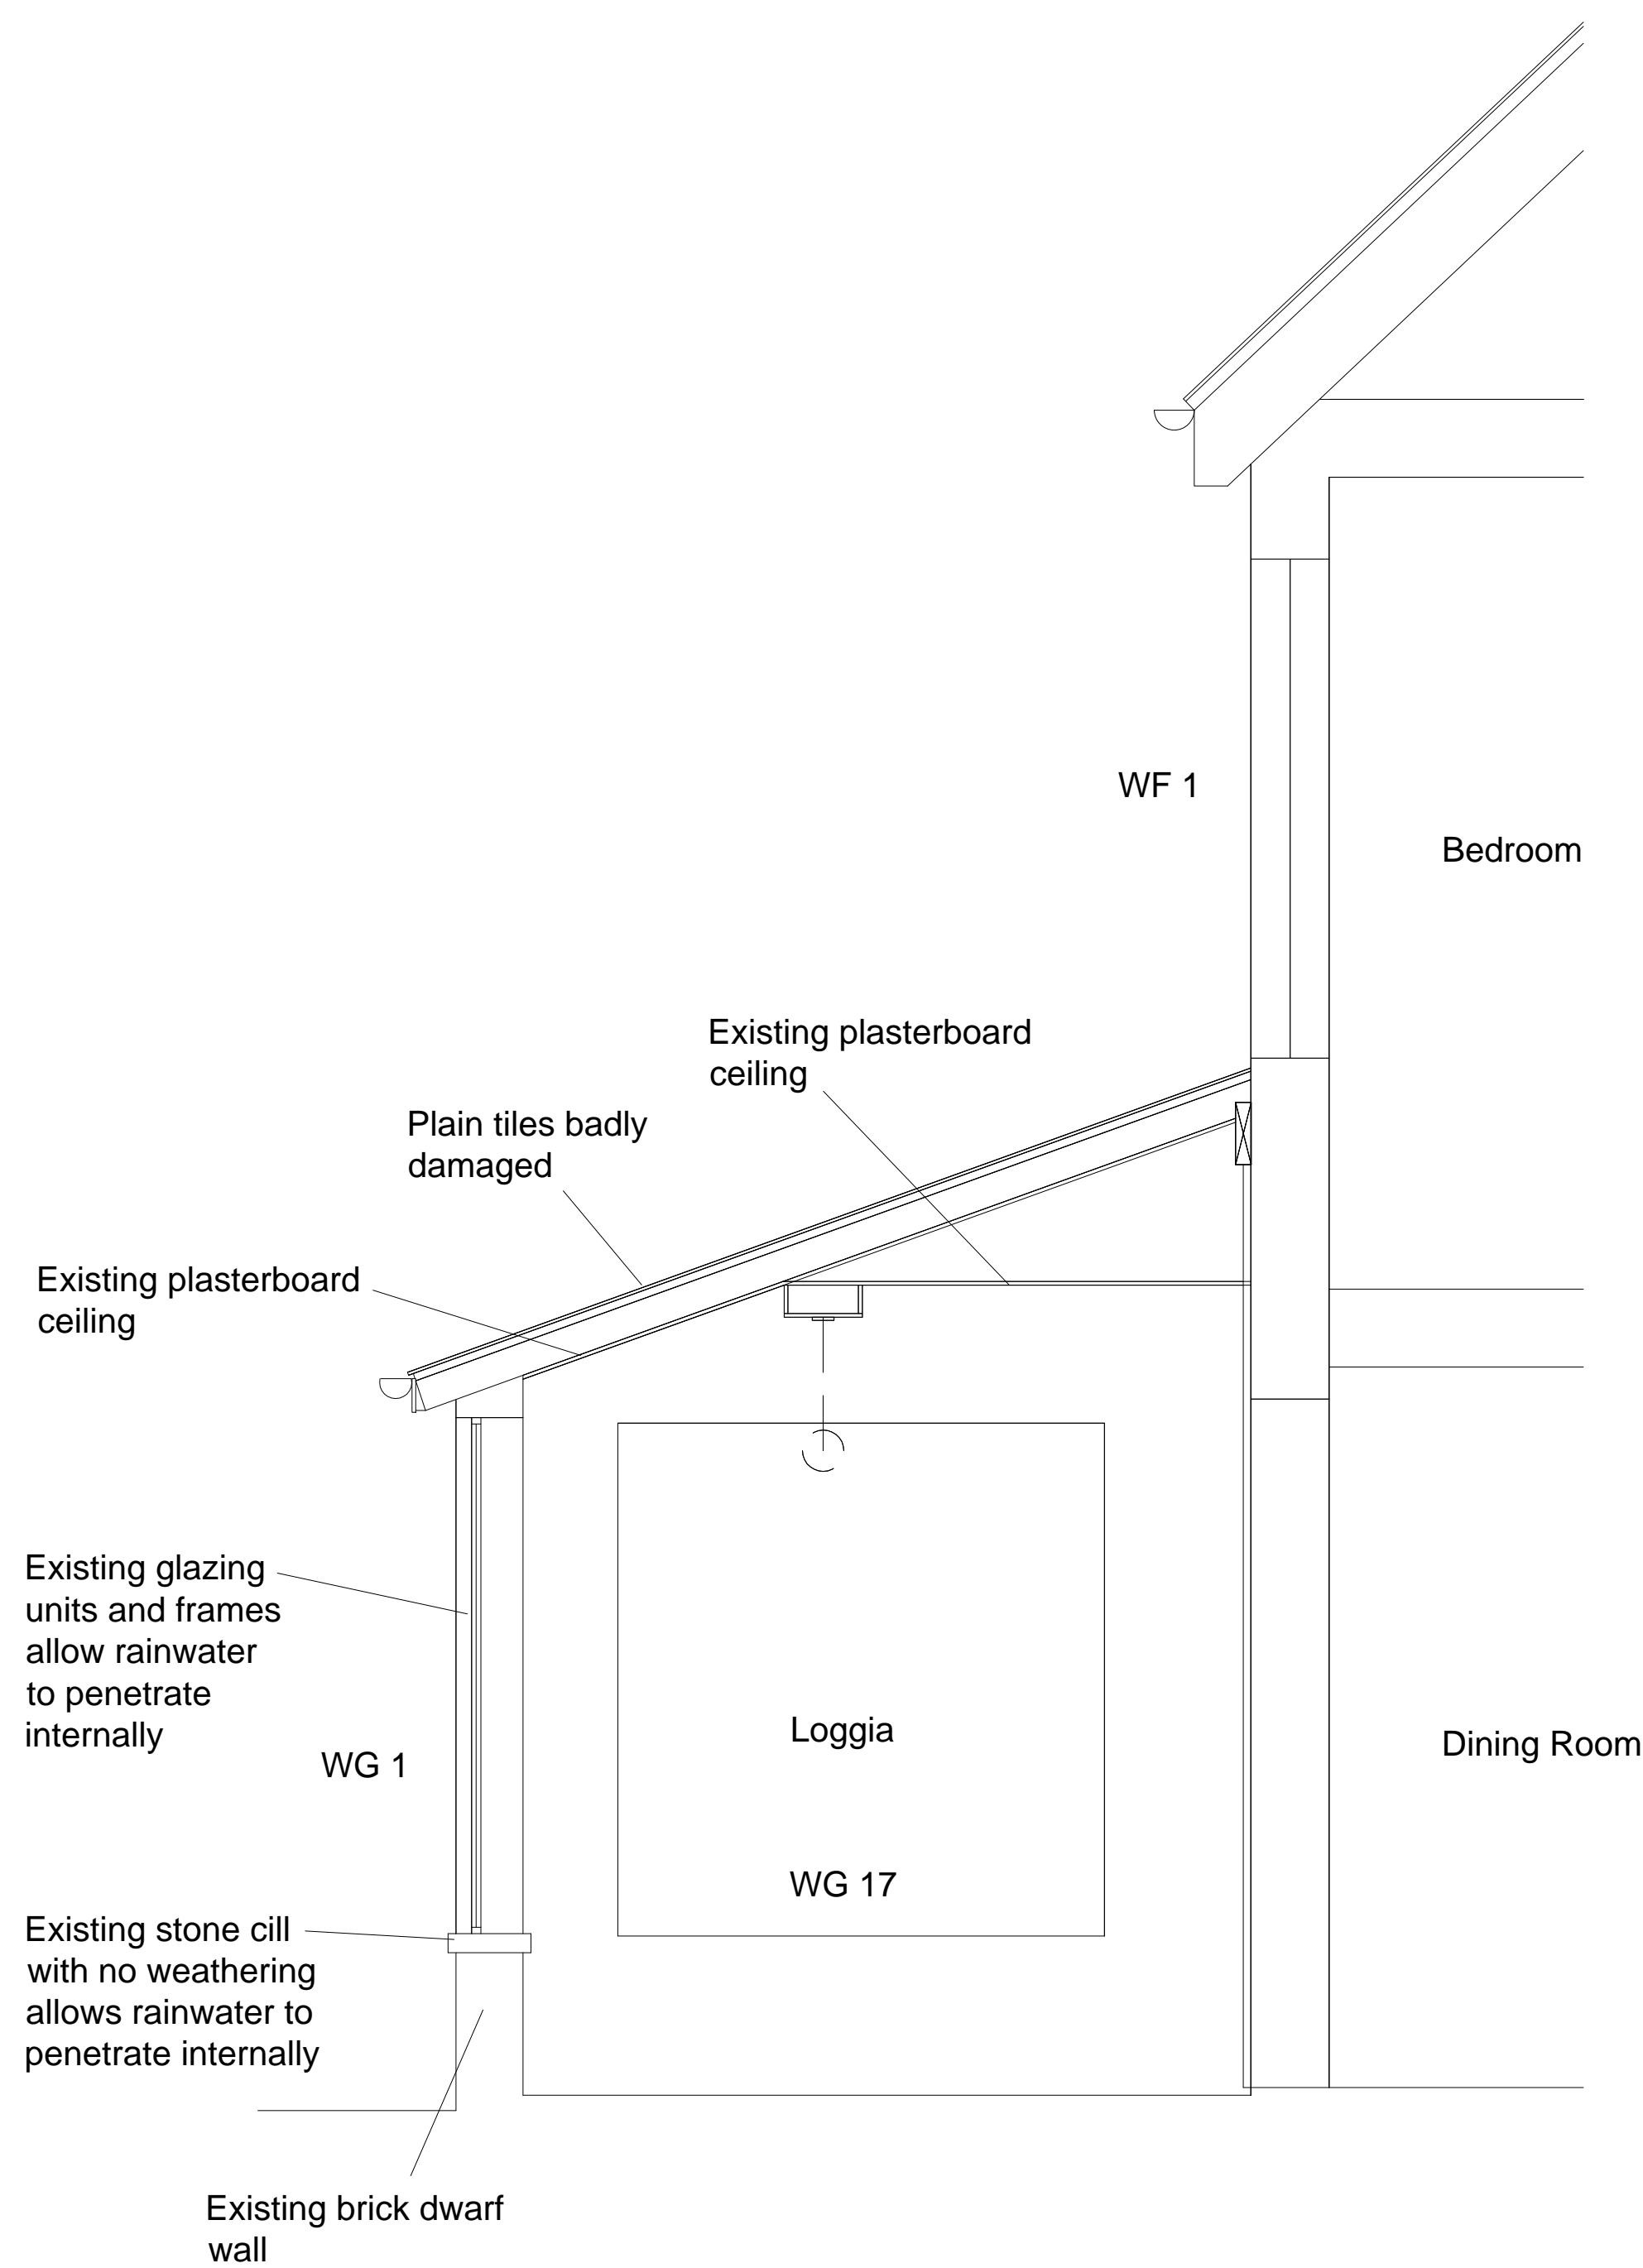 WF 1
Bedroom
Existing plasterboard
ceiling
Plain tiles badly
damaged
Existing plasterboard
ceiling
Existing glazing
units and frames
allow rainwater
to penetrate
internally
WG 1
Loggia
Dining Room
WG 17
Existing stone cill
with no weathering
allows rainwater to
penetrate internally
Existing brick dwarf
wall